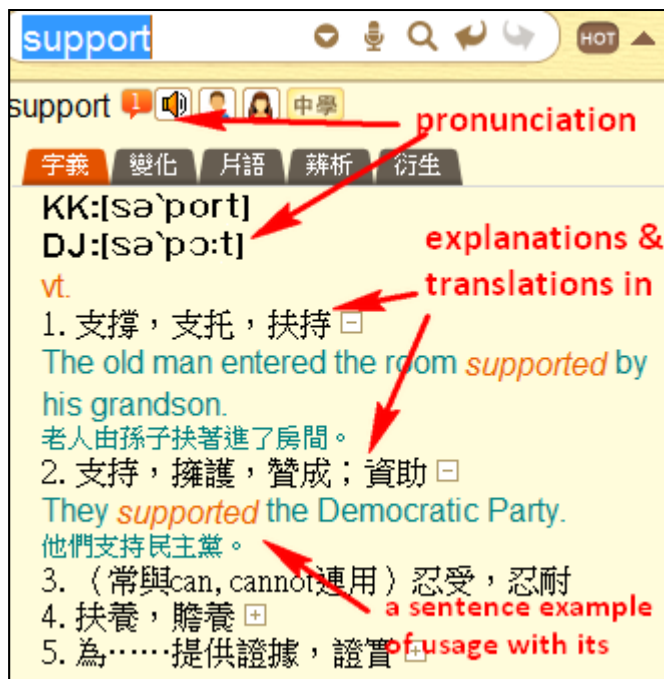 support HOT
support 1 中學
pronunciation
字義 變化 片語 辨析 衍生
KK:[sə`port]
DJ:[sə`pɔ:t]
explanations &
translations in
vt.
1. 支撐，支托，扶持
The old man entered the room supported by
his grandson.
老人由孫子扶著進了房間。
2. 支持，擁護，贊成；資助
They supported the Democratic Party.
他們支持民主黨。
3. （常與can, cannot連用）忍受，忍耐
4. 扶養，贍養
a sentence example
5. 為……提供證據，證實
of usage with its